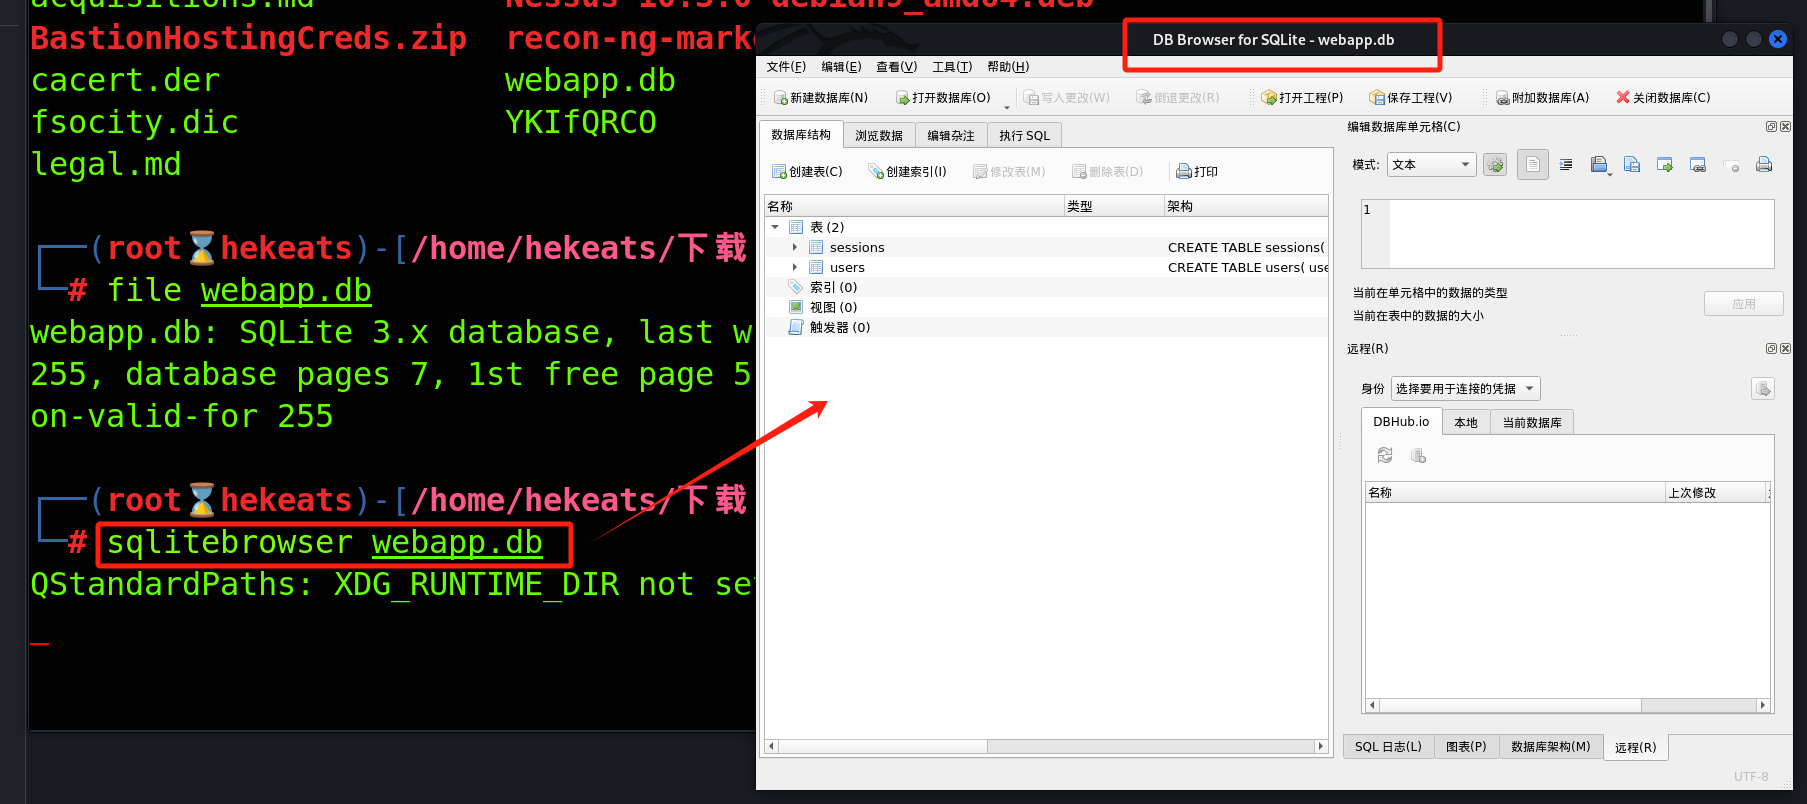 acquisitions.md Nessus-10.3.0-debian9_amd64.deb
BastionHostingCreds.zip recon-ng-mark
cacert.der webapp.db
fsocity.dic YKIfQRCO
legal.md
┌──(root⌛hekeats)-[/home/hekeats/下载
└─# file webapp.db
webapp.db: SQLite 3.x database, last w
255, database pages 7, 1st free page 5
on-valid-for 255
┌──(root⌛hekeats)-[/home/hekeats/下载
└─# sqlitebrowser webapp.db
QStandardPaths: XDG_RUNTIME_DIR not se
DB Browser for SQLite - webapp.db
文件(F) 编辑(E) 查看(V) 工具(T) 帮助(H)
新建数据库(N) 打开数据库(O) 写入更改(W) 倒退更改(R) 打开工程(P) 保存工程(V) 附加数据库(A) 关闭数据库(C)
数据库结构 浏览数据 编辑杂注 执行 SQL
创建表(C) 创建索引(I) 修改表(M) 删除表(D) 打印
名称 类型 架构
表 (2)
sessions CREATE TABLE sessions(
users CREATE TABLE users( use
索引 (0)
视图 (0)
触发器 (0)
编辑数据库单元格(C)
模式: 文本
1
当前在单元格中的数据的类型
当前在表中的数据的大小
应用
远程(R)
身份 选择要用于连接的凭据
DBHub.io 本地 当前数据库
名称 上次修改
SQL 日志(L) 图表(P) 数据库架构(M) 远程(R)
UTF-8